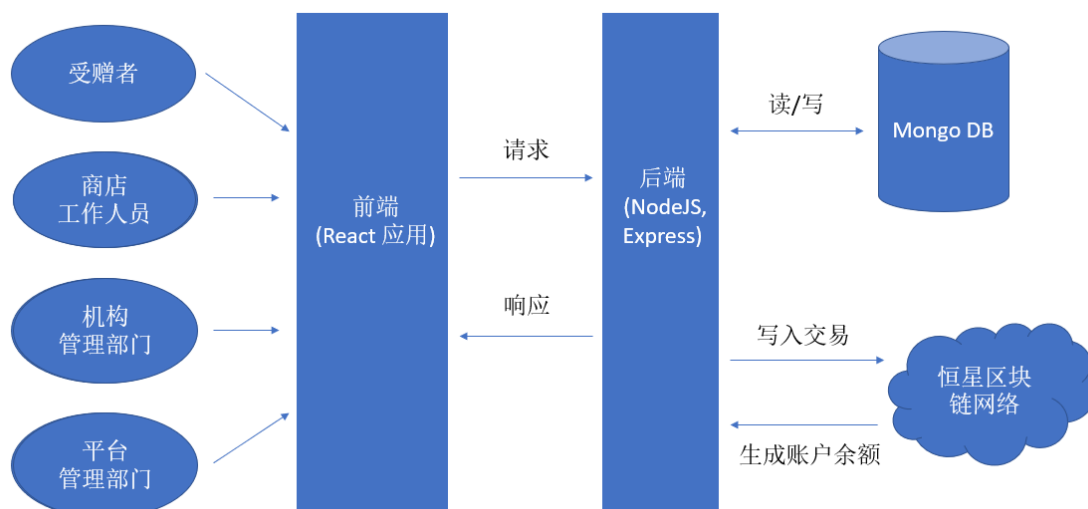 受赠者
商店
工作人员
机构
管理部门
平台
管理部门
前端
(React 应用)
请求
响应
后端
(NodeJS,
Express)
读/写
Mongo DB
写入交易
恒星区块
链网络
生成账户余额